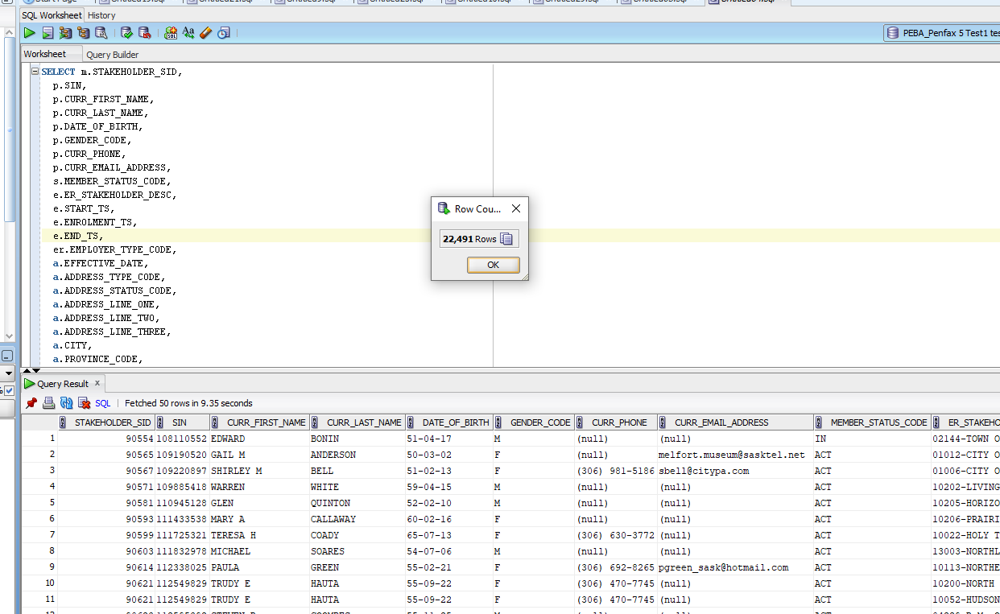 SQL Worksheet History
PEBA_Penfax 5 Test1
Worksheet Query Builder
SELECT m.STAKEHOLDER_SID,
p.SIN,
p.CURR_FIRST_NAME,
p.CURR_LAST_NAME,
p.DATE_OF_BIRTH,
p.GENDER_CODE,
p.CURR_PHONE,
p.CURR_EMAIL_ADDRESS,
s.MEMBER_STATUS_CODE,
e.ER_STAKEHOLDER_DESC,
e.START_TS,
e.ENROLMENT_TS,
e.END_TS,
er.EMPLOYER_TYPE_CODE,
a.EFFECTIVE_DATE,
a.ADDRESS_TYPE_CODE,
a.ADDRESS_STATUS_CODE,
a.ADDRESS_LINE_ONE,
a.ADDRESS_LINE_TWO,
a.ADDRESS_LINE_THREE,
a.CITY,
a.PROVINCE_CODE,
Row Cou...
22,491 Rows
OK
Query Result x
SQL | Fetched 50 rows in 9.35 seconds
STAKEHOLDER_SID SIN CURR_FIRST_NAME CURR_LAST_NAME DATE_OF_BIRTH GENDER_CODE CURR_PHONE CURR_EMAIL_ADDRESS MEMBER_STATUS_CODE ER_STAKEHO
1 90554 108110552 EDWARD BONIN 51-04-17 M (null) (null) IN 02144-TOWN O
2 90565 109190520 GAIL M ANDERSON 50-03-02 F (null) melfort.museum@sasktel.net ACT 01012-CITY O
3 90567 109220897 SHIRLEY M BELL 51-02-13 F (306) 981-5186 sbell@citypa.com ACT 01006-CITY O
4 90571 109885418 WARREN WHITE 59-04-15 M (null) (null) ACT 10202-LIVING
5 90581 110945128 GLEN QUINTON 52-02-10 M (null) (null) ACT 10205-HORIZO
6 90593 111433538 MARY A CALLAWAY 60-02-16 F (null) (null) ACT 10206-PRAIRI
7 90599 111725321 TERESA H COADY 65-07-13 F (306) 630-3772 (null) ACT 10022-HOLY T
8 90603 111832978 MICHAEL SOARES 54-07-06 M (null) (null) ACT 13003-NORTHL
9 90614 112338025 PAULA GREEN 55-02-21 F (306) 692-8265 pgreen_sask@hotmail.com ACT 10113-NORTHE
10 90621 112549829 TRUDY E HAUTA 55-09-22 F (306) 470-7745 (null) ACT 10200-NORTH
11 90621 112549829 TRUDY E HAUTA 55-09-22 F (306) 470-7745 (null) ACT 10052-HUDSON